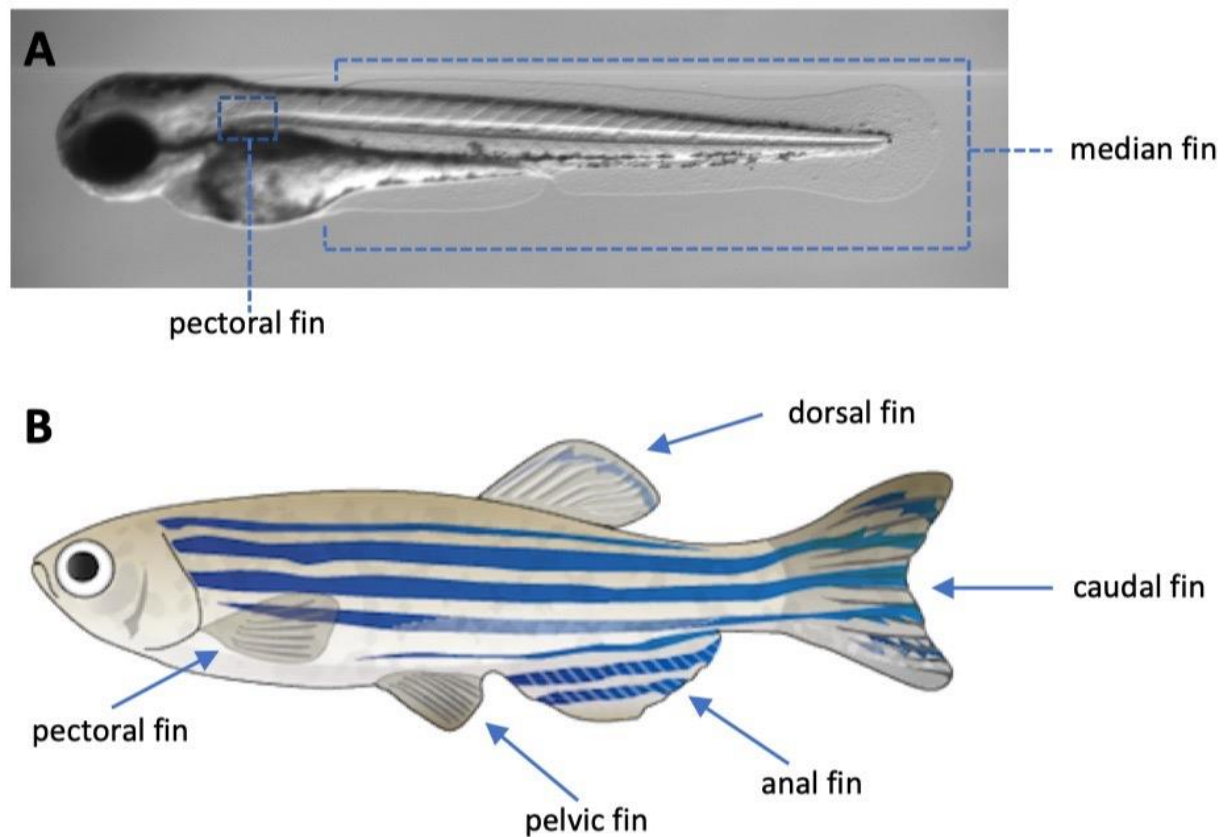 A
median fin
pectoral fin
B
dorsal fin
caudal fin
pectoral fin
anal fin
pelvic fin